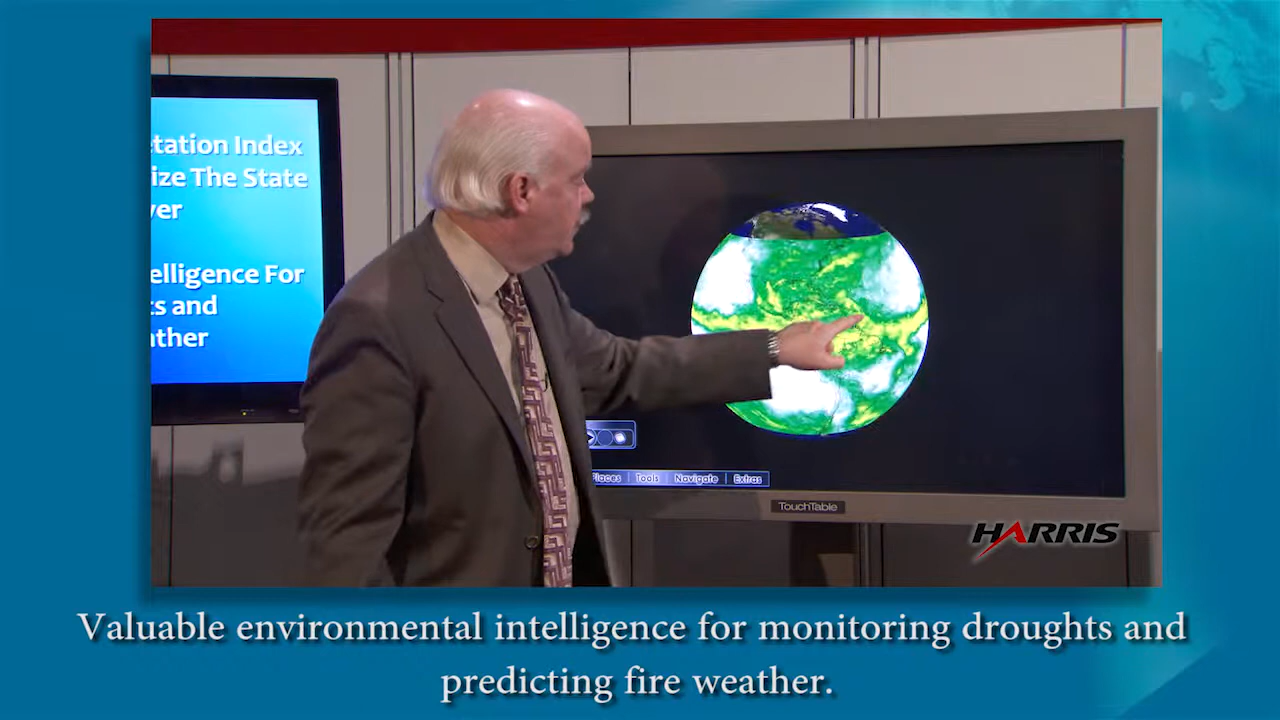 tation Index
ize The State
ver
elligence For
ts and
ather
Places Tools Navigate Extras
TouchTable
HARRIS
Valuable environmental intelligence for monitoring droughts and
predicting fire weather.